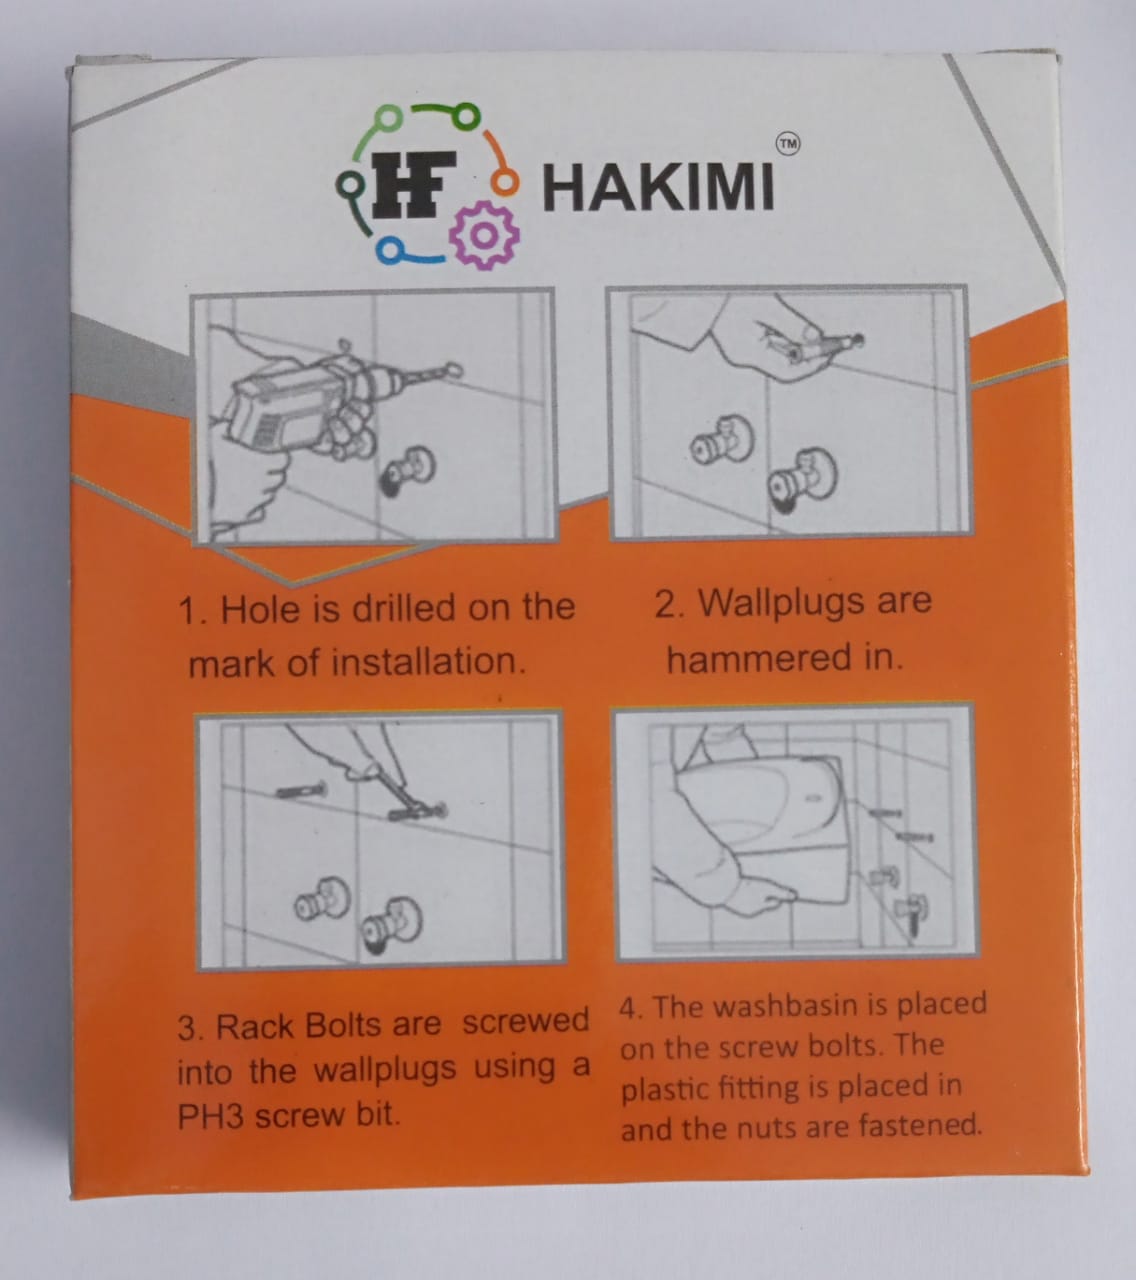 HF HAKIMI TM
1. Hole is drilled on the
mark of installation.
2. Wallplugs are
hammered in.
3. Rack Bolts are screwed
into the wallplugs using a
PH3 screw bit.
4. The washbasin is placed
on the screw bolts. The
plastic fitting is placed in
and the nuts are fastened.